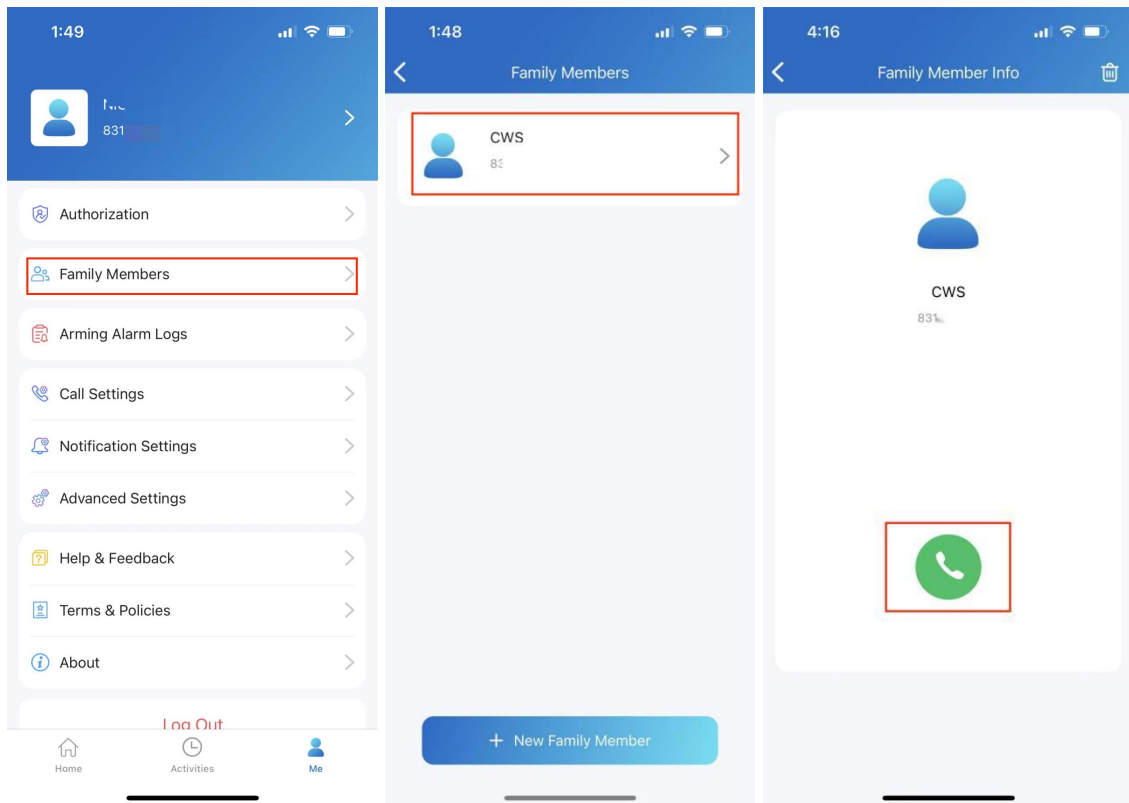 1:49
831
Authorization
Family Members
Arming Alarm Logs
Call Settings
Notification Settings
Advanced Settings
Help & Feedback
Terms & Policies
About
Log Out
Home Activities Me
1:48
Family Members
CWS
+ New Family Member
4:16
Family Member Info
CWS
831